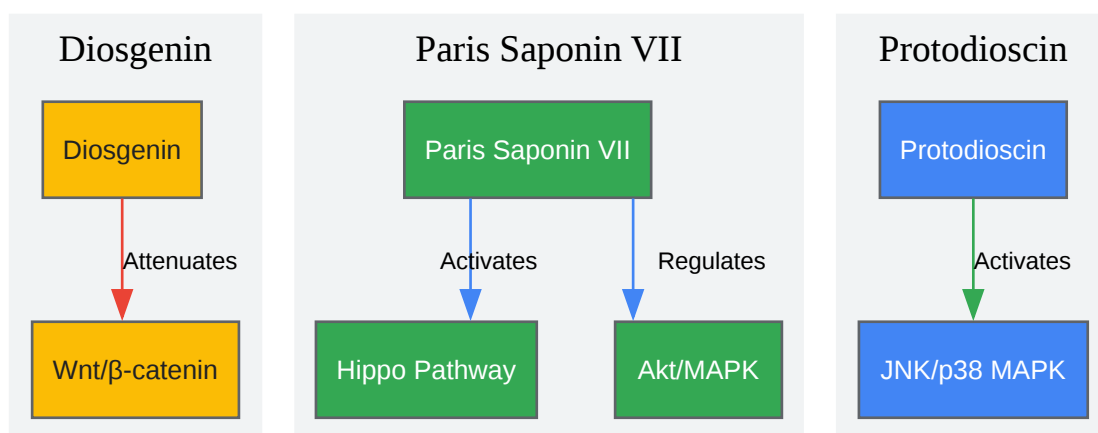 Diosgenin
Diosgenin
Attenuates
Wnt/β-catenin
Paris Saponin VII
Paris Saponin VII
Activates
Regulates
Hippo Pathway
Akt/MAPK
Protodioscin
Protodioscin
Activates
JNK/p38 MAPK